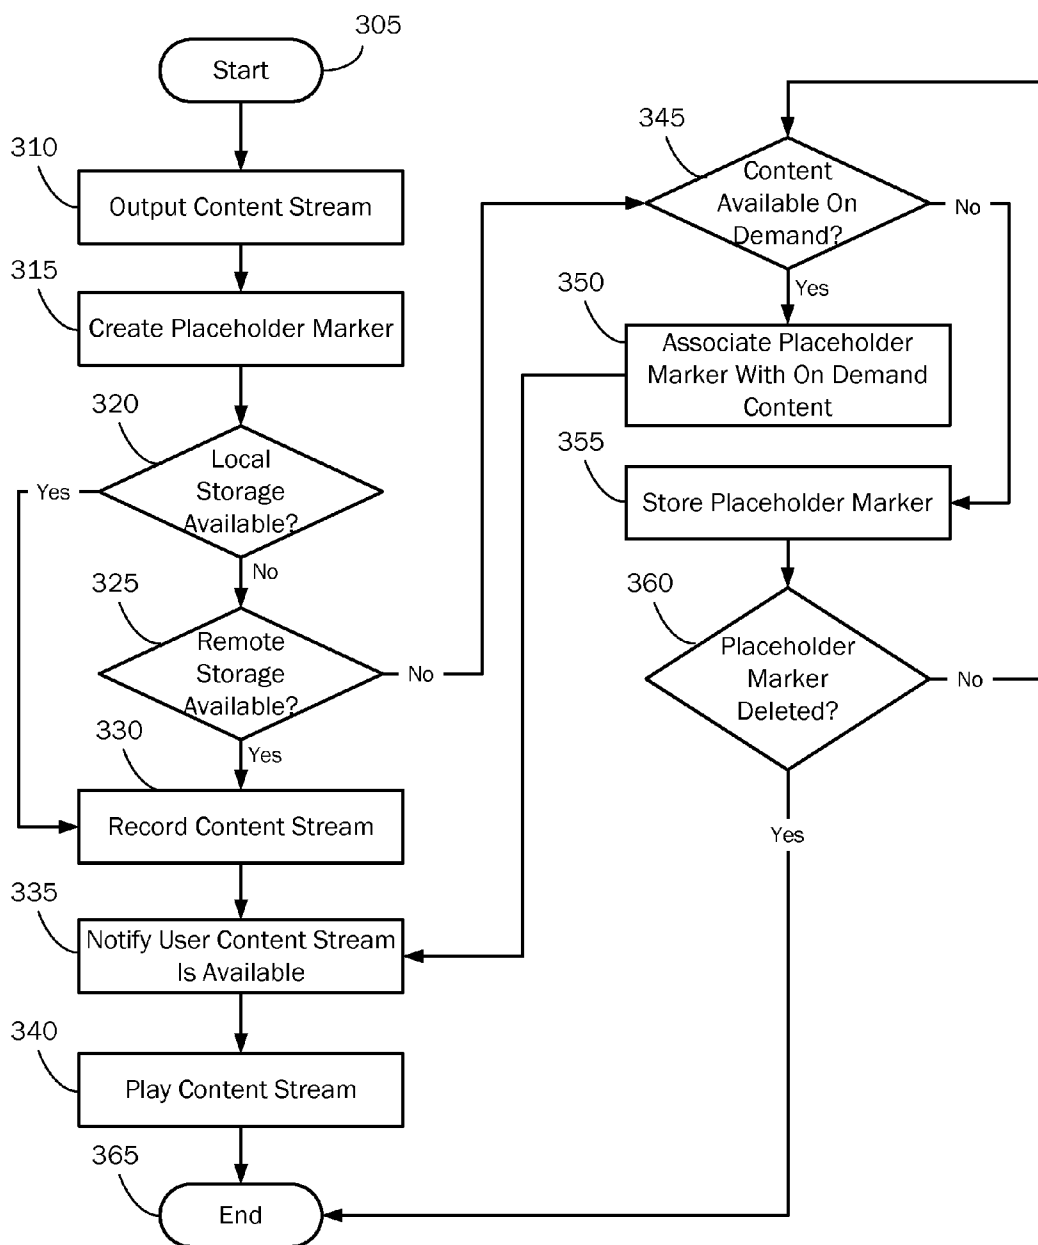 305
Start
310
Output Content Stream
315
Create Placeholder Marker
320
Local
Storage
Available?
Yes
No
325
Remote
Storage
Available?
No
Yes
330
Record Content Stream
335
Notify User Content Stream
Is Available
340
Play Content Stream
365
End
345
Content
Available On
Demand?
No
Yes
350
Associate Placeholder
Marker With On Demand
Content
355
Store Placeholder Marker
360
Placeholder
Marker
Deleted?
No
Yes